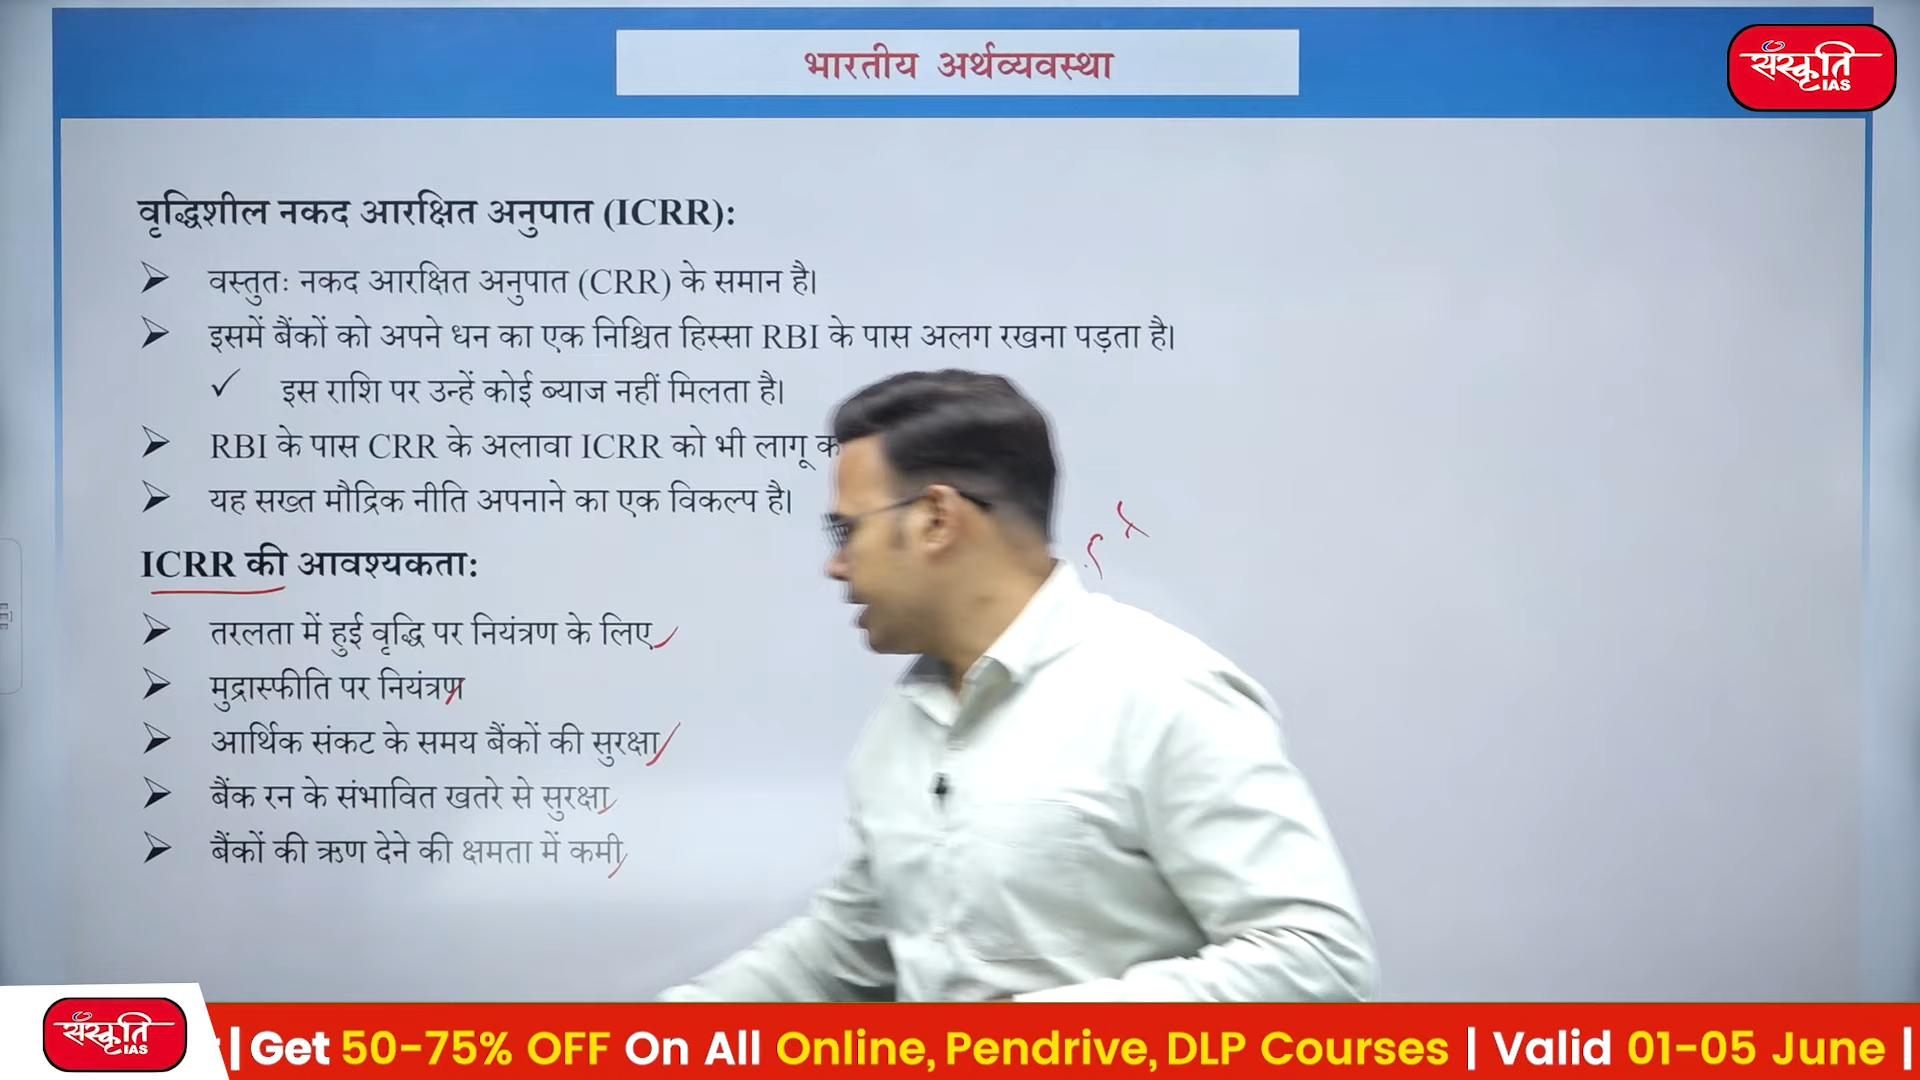 भारतीय अर्थव्यवस्था
संस्कृति
IAS
वृद्धिशील नकद आरक्षित अनुपात (ICRR):
➢ वस्तुतः नकद आरक्षित अनुपात (CRR) के समान है।
➢ इसमें बैंकों को अपने धन का एक निश्चित हिस्सा RBI के पास अलग रखना पड़ता है।
✓ इस राशि पर उन्हें कोई ब्याज नहीं मिलता है।
➢ RBI के पास CRR के अलावा ICRR को भी लागू
➢ यह सख्त मौद्रिक नीति अपनाने का एक विकल्प है।
ICRR की आवश्यकता:
➢ तरलता में हुई वृद्धि पर नियंत्रण के लिए
➢ मुद्रास्फीति पर नियंत्रण
➢ आर्थिक संकट के समय बैंकों की सुरक्षा
➢ बैंक रन के संभावित खतरे से सुरक्षा
➢ बैंकों की ऋण देने की क्षमता में कमी
संस्कृति
IAS
| Get 50-75% OFF On All Online, Pendrive, DLP Courses | Valid 01-05 June |